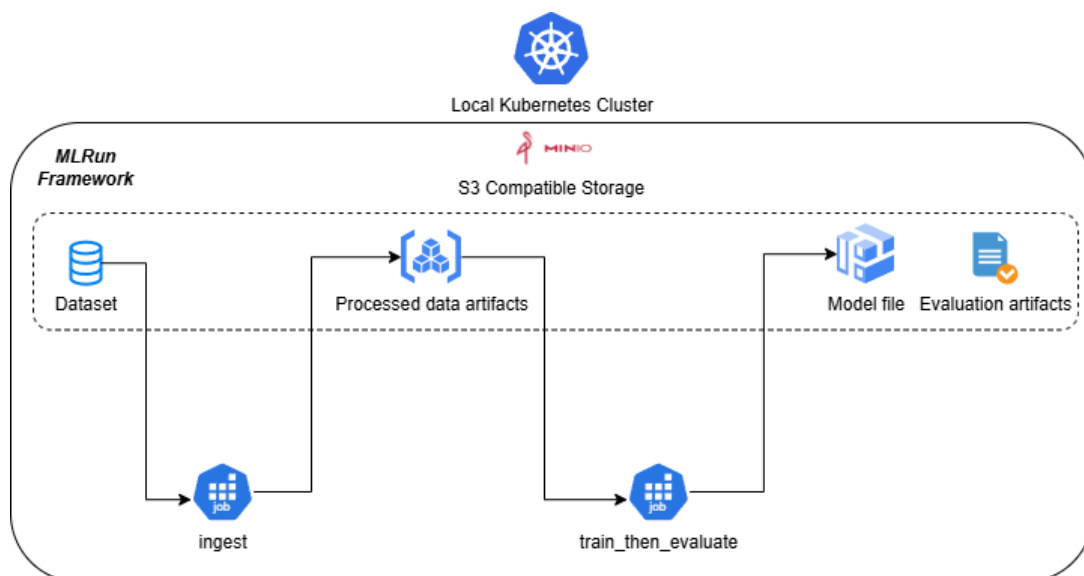 Local Kubernetes Cluster
MLRun
Framework
MINIO
S3 Compatible Storage
Dataset
Processed data artifacts
Model file
Evaluation artifacts
job
ingest
job
train_then_evaluate